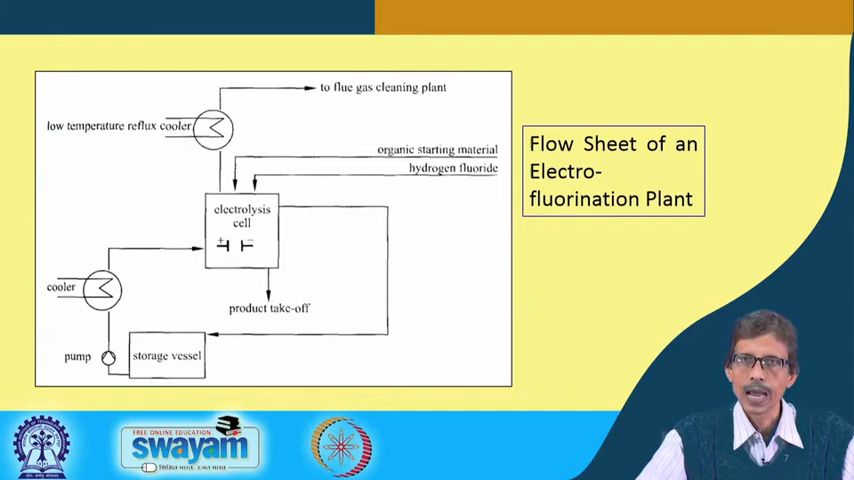 to flue gas cleaning plant
low temperature reflux cooler
organic starting material
hydrogen fluoride
electrolysis
cell
+ −
cooler
product take-off
pump
storage vessel
Flow Sheet of an
Electro-
fluorination Plant
FREE ONLINE EDUCATION
swayam
7